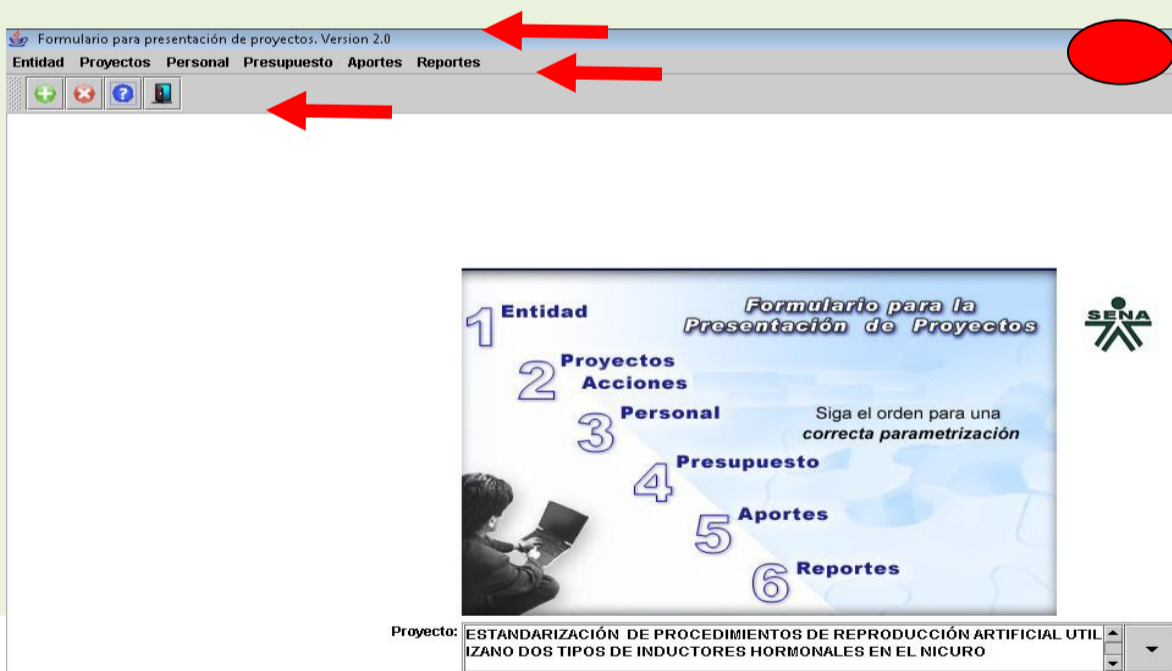 Formulario para presentación de proyectos. Version 2.0
Entidad Proyectos Personal Presupuesto Aportes Reportes
1 Entidad
Formulario para la
Presentación de Proyectos
SENA
2 Proyectos
Acciones
3 Personal
Siga el orden para una
correcta parametrización
4 Presupuesto
5 Aportes
6 Reportes
Proyecto: ESTANDARIZACIÓN DE PROCEDIMIENTOS DE REPRODUCCIÓN ARTIFICIAL UTIL
IZANO DOS TIPOS DE INDUCTORES HORMONALES EN EL NICURO